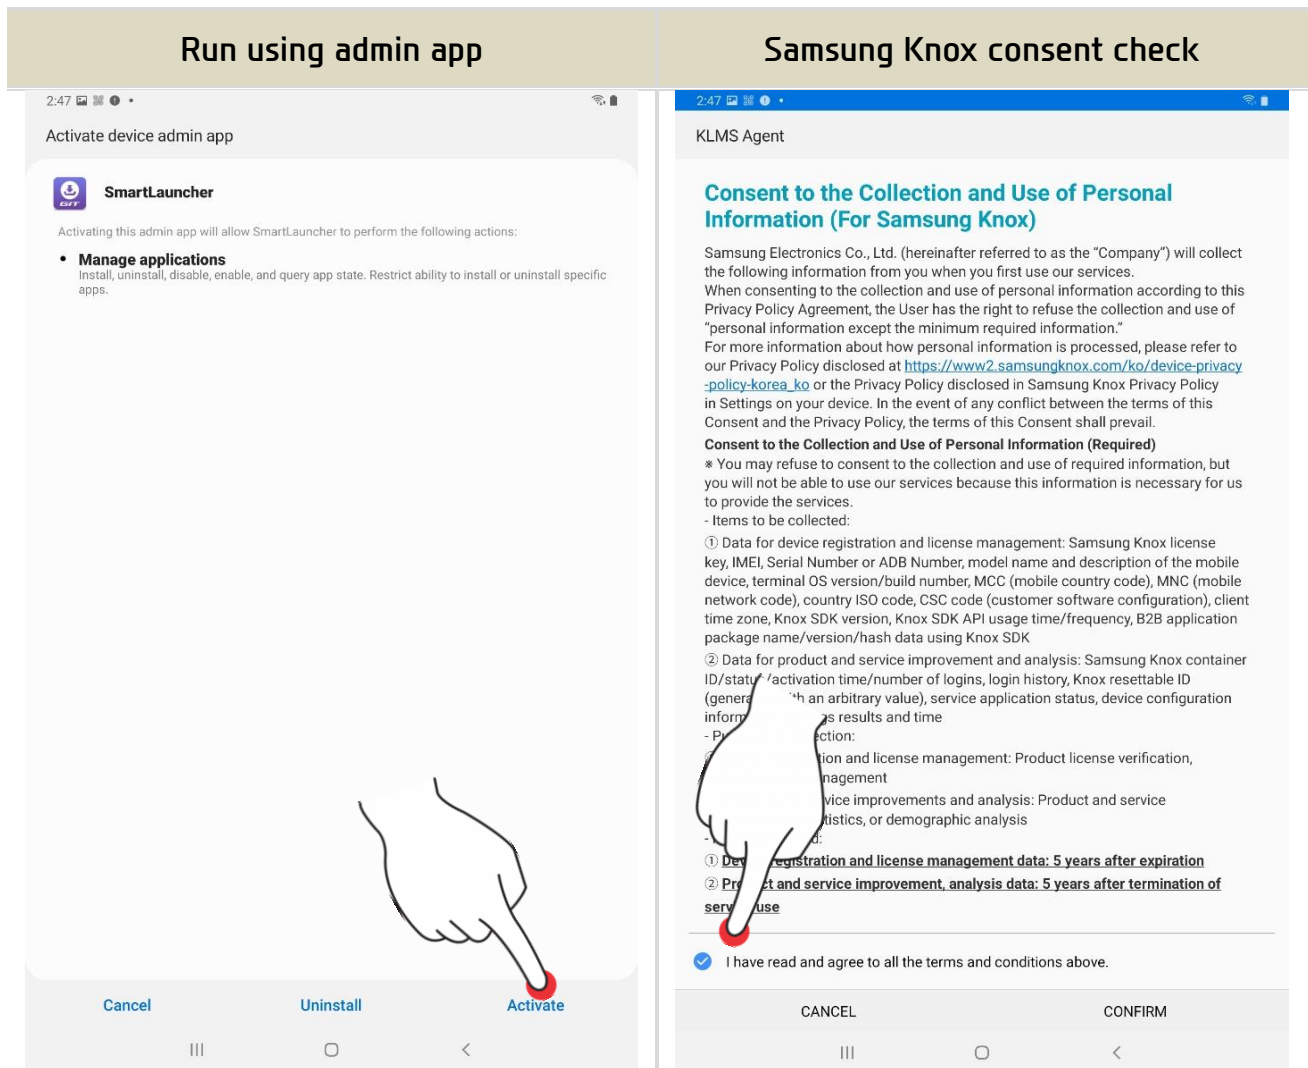 Run using admin app
Samsung Knox consent check
2:47
Activate device admin app
GIT
SmartLauncher
Activating this admin app will allow SmartLauncher to perform the following actions:
• Manage applications
Install, uninstall, disable, enable, and query app state. Restrict ability to install or uninstall specific
apps.
Cancel
Uninstall
Activate
2:47
KLMS Agent
Consent to the Collection and Use of Personal
Information (For Samsung Knox)
Samsung Electronics Co., Ltd. (hereinafter referred to as the “Company”) will collect
the following information from you when you first use our services.
When consenting to the collection and use of personal information according to this
Privacy Policy Agreement, the User has the right to refuse the collection and use of
“personal information except the minimum required information.”
For more information about how personal information is processed, please refer to
our Privacy Policy disclosed at https://www2.samsungknox.com/ko/device-privacy
-policy-korea_ko or the Privacy Policy disclosed in Samsung Knox Privacy Policy
in Settings on your device. In the event of any conflict between the terms of this
Consent and the Privacy Policy, the terms of this Consent shall prevail.
Consent to the Collection and Use of Personal Information (Required)
※ You may refuse to consent to the collection and use of required information, but
you will not be able to use our services because this information is necessary for us
to provide the services.
- Items to be collected:
① Data for device registration and license management: Samsung Knox license
key, IMEI, Serial Number or ADB Number, model name and description of the mobile
device, terminal OS version/build number, MCC (mobile country code), MNC (mobile
network code), country ISO code, CSC code (customer software configuration), client
time zone, Knox SDK version, Knox SDK API usage time/frequency, B2B application
package name/version/hash data using Knox SDK
② Data for product and service improvement and analysis: Samsung Knox container
ID/status/activation time/number of logins, login history, Knox resettable ID
an arbitrary value), service application status, device configuration
results and time
and license management: Product license verification,
improvements and analysis: Product and service
or demographic analysis
① registration and license management data: 5 years after expiration
② and service improvement, analysis data: 5 years after termination of
use
I have read and agree to all the terms and conditions above.
CANCEL
CONFIRM